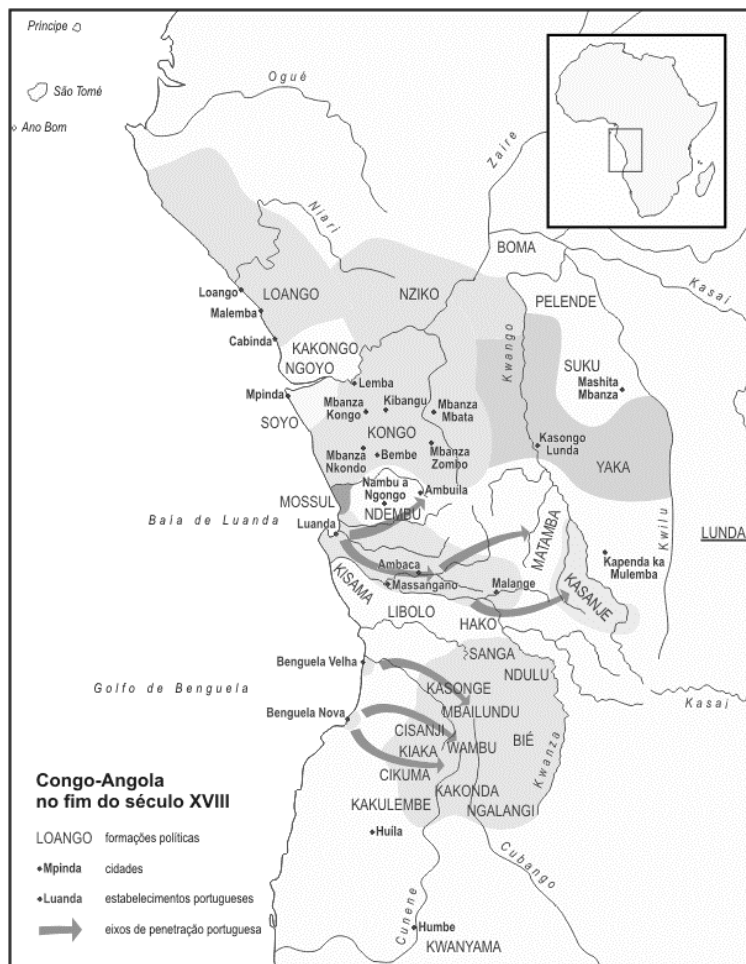 Príncipe
São Tomé
Ano Bom
Ogué
Zaire
Niari
BOMA
Kasai
PELENDE
Loango
LOANGO
NZIKO
Malemba
Kwango
Cabinda
KAKONGO
NGOYO
SUKU
Mashita
Mbanza
Lemba
Mpinda
Mbanza
Kongo
Kibangu
Mbanza
Mbata
SOYO
KONGO
Mbanza
Nkondo
Bembe
Mbanza
Zombo
Kasongo
Lunda
YAKA
Nambu a
Ngongo
Ambuila
MOSSUL
NDEMBU
Baia de Luanda
Luanda
MATAMBA
Kwilu
LUNDA
Kapenda ka
Mulemba
Ambaca
KISAMA
Massangano
Malange
KASANJE
LIBOLO
HAKO
SANGA
Benguela Velha
NDULU
Golfo de Benguela
KASONGE
Kasai
Benguela Nova
MBAILUNDU
CISANJI
BIÉ
KIAKA
WAMBU
Kwanza
CIKUMA
KAKONDA
KAKULEMBE
NGALANGI
Huíla
Cubango
Cunene
Humbe
KWANYAMA
Congo-Angola
no fim do século XVIII
LOANGO formações políticas
Mpinda cidades
Luanda estabelecimentos portugueses
eixos de penetração portuguesa